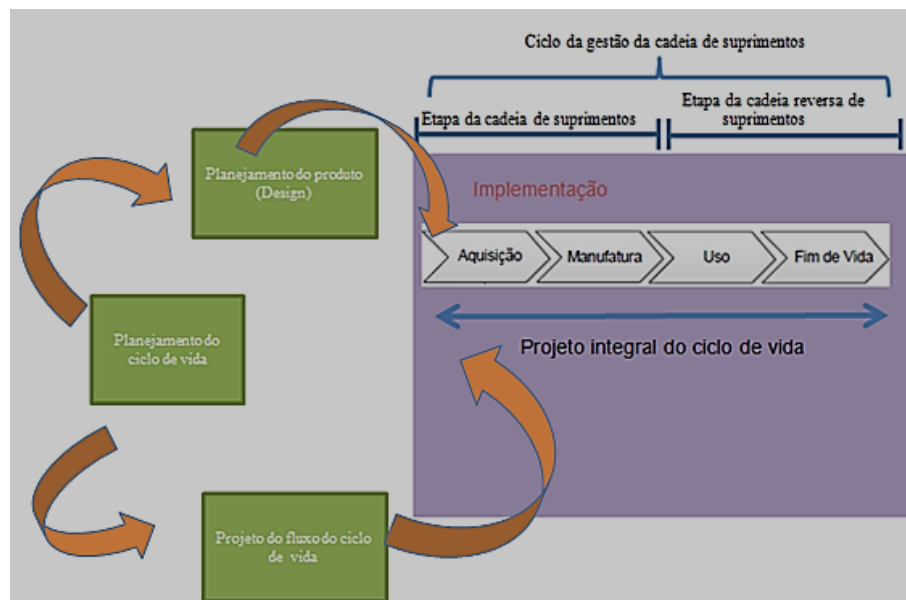 Ciclo da gestão da cadeia de suprimentos
Etapa da cadeia de suprimentos
Etapa da cadeia reversa de
suprimentos
Planejamento do produto
(Design)
Implementação
Aquisição
Manufatura
Uso
Fim de Vida
Projeto integral do ciclo de vida
Planejamento do
ciclo de vida
Projeto do fluxo do ciclo
de vida